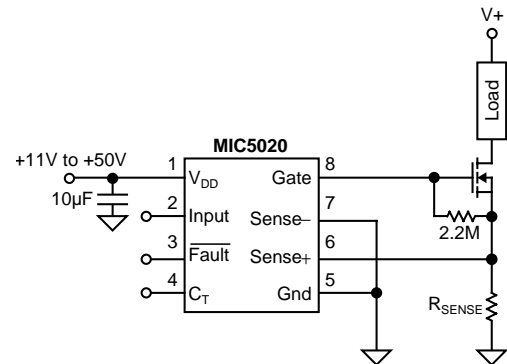 V+
Load
MIC5020
+11V to +50V
10µF
1
V_DD
8
Gate
2
Input
7
Sense−
3
Fault
6
Sense+
2.2M
4
C_T
5
Gnd
R_SENSE